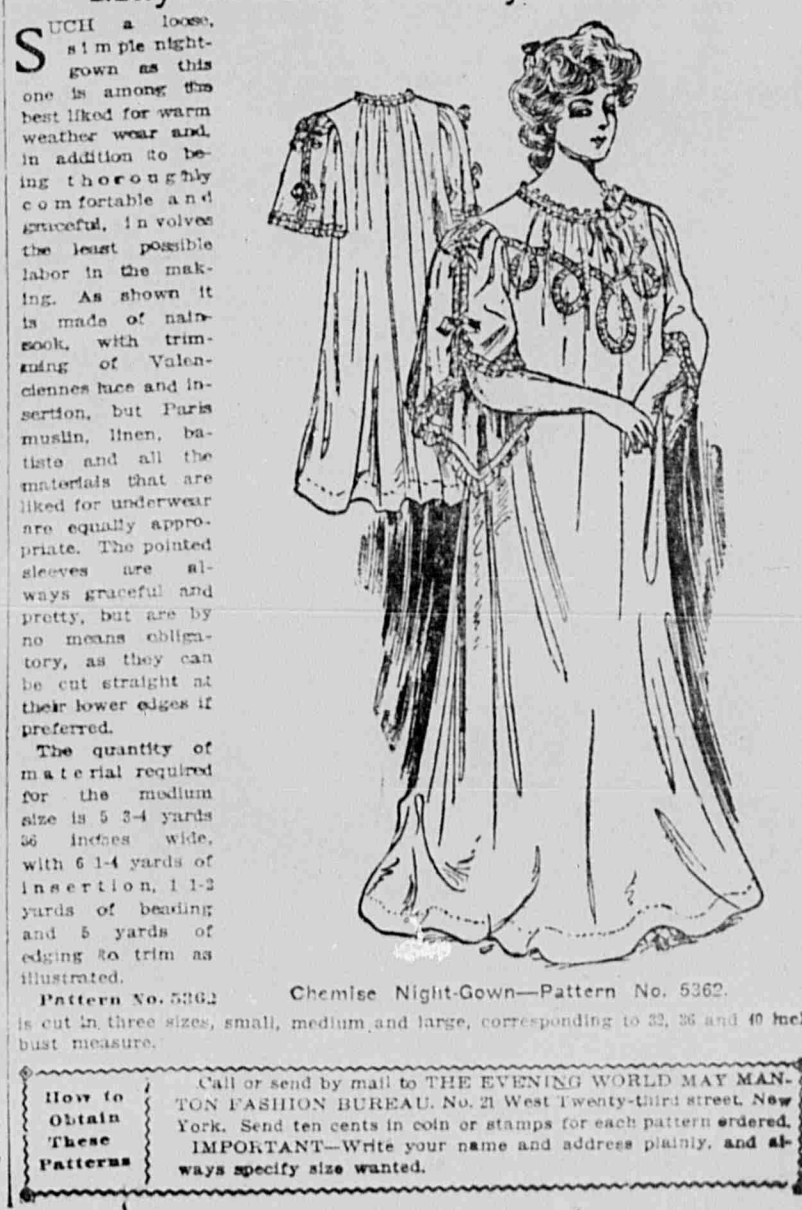 SUCH a loose,
simple night-
gown as this
one is among the
best liked for warm
weather wear and,
in addition to be-
ing thoroughly
comfortable and
graceful, involves
the least possible
labor in the mak-
ing. As shown it
is made of nain-
sook, with trim-
ming of Valen-
ciennes lace and in-
sertion, but Paris
muslin, linen, ba-
tiste and all the
materials that are
liked for underwear
are equally appro-
priate. The pointed
sleeves are al-
ways graceful and
pretty, but are by
no means obliga-
tory, as they can
be cut straight at
their lower edges if
preferred.
The quantity of
material required
for the medium
size is 5 3-4 yards
36 inches wide,
with 6 1-4 yards of
insertion, 1 1-2
yards of beading
and 5 yards of
edging to trim as
illustrated.
Pattern No. 5362
is cut in three sizes, small, medium and large, corresponding to 32, 36 and 40 inch
bust measure.
Chemise Night-Gown—Pattern No. 5362.
How to
Obtain
These
Patterns
Call or send by mail to THE EVENING WORLD MAY MAN-
TON FASHION BUREAU, No. 21 West Twenty-third street, New
York. Send ten cents in coin or stamps for each pattern ordered.
IMPORTANT—Write your name and address plainly, and al-
ways specify size wanted.